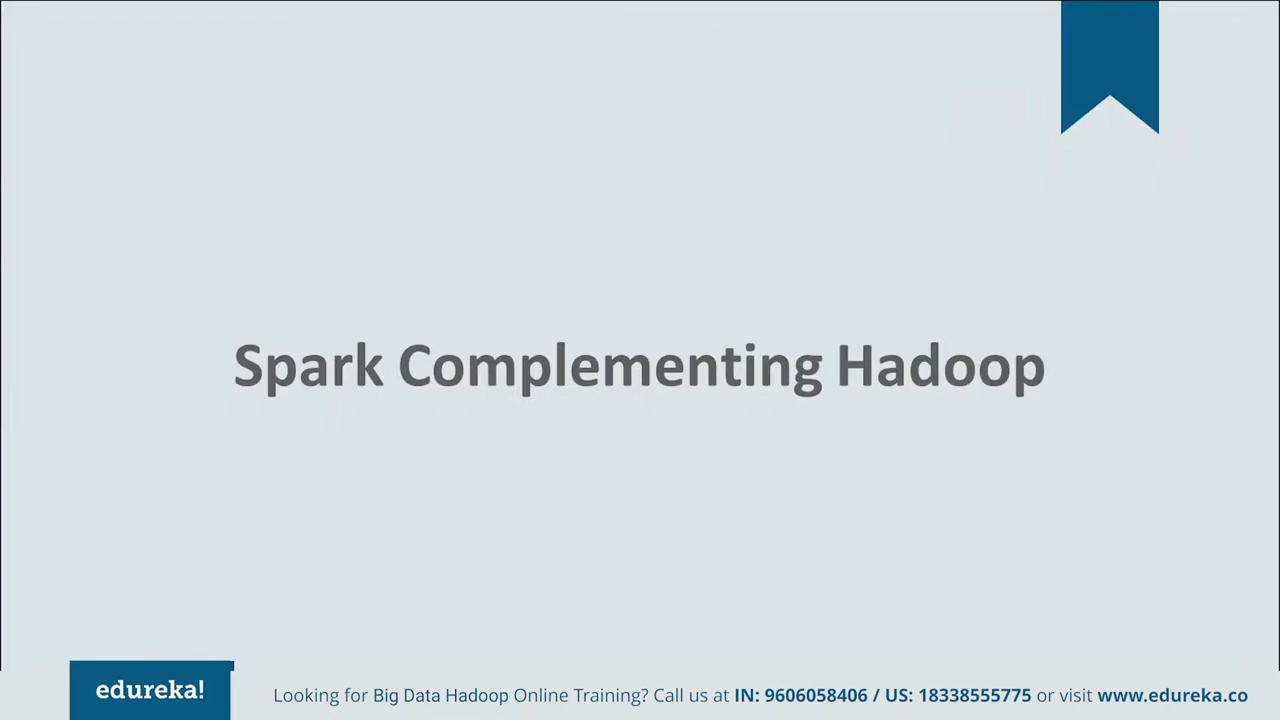 Spark Complementing Hadoop
edureka!
Looking for Big Data Hadoop Online Training? Call us at IN: 9606058406 / US: 18338555775 or visit www.edureka.co